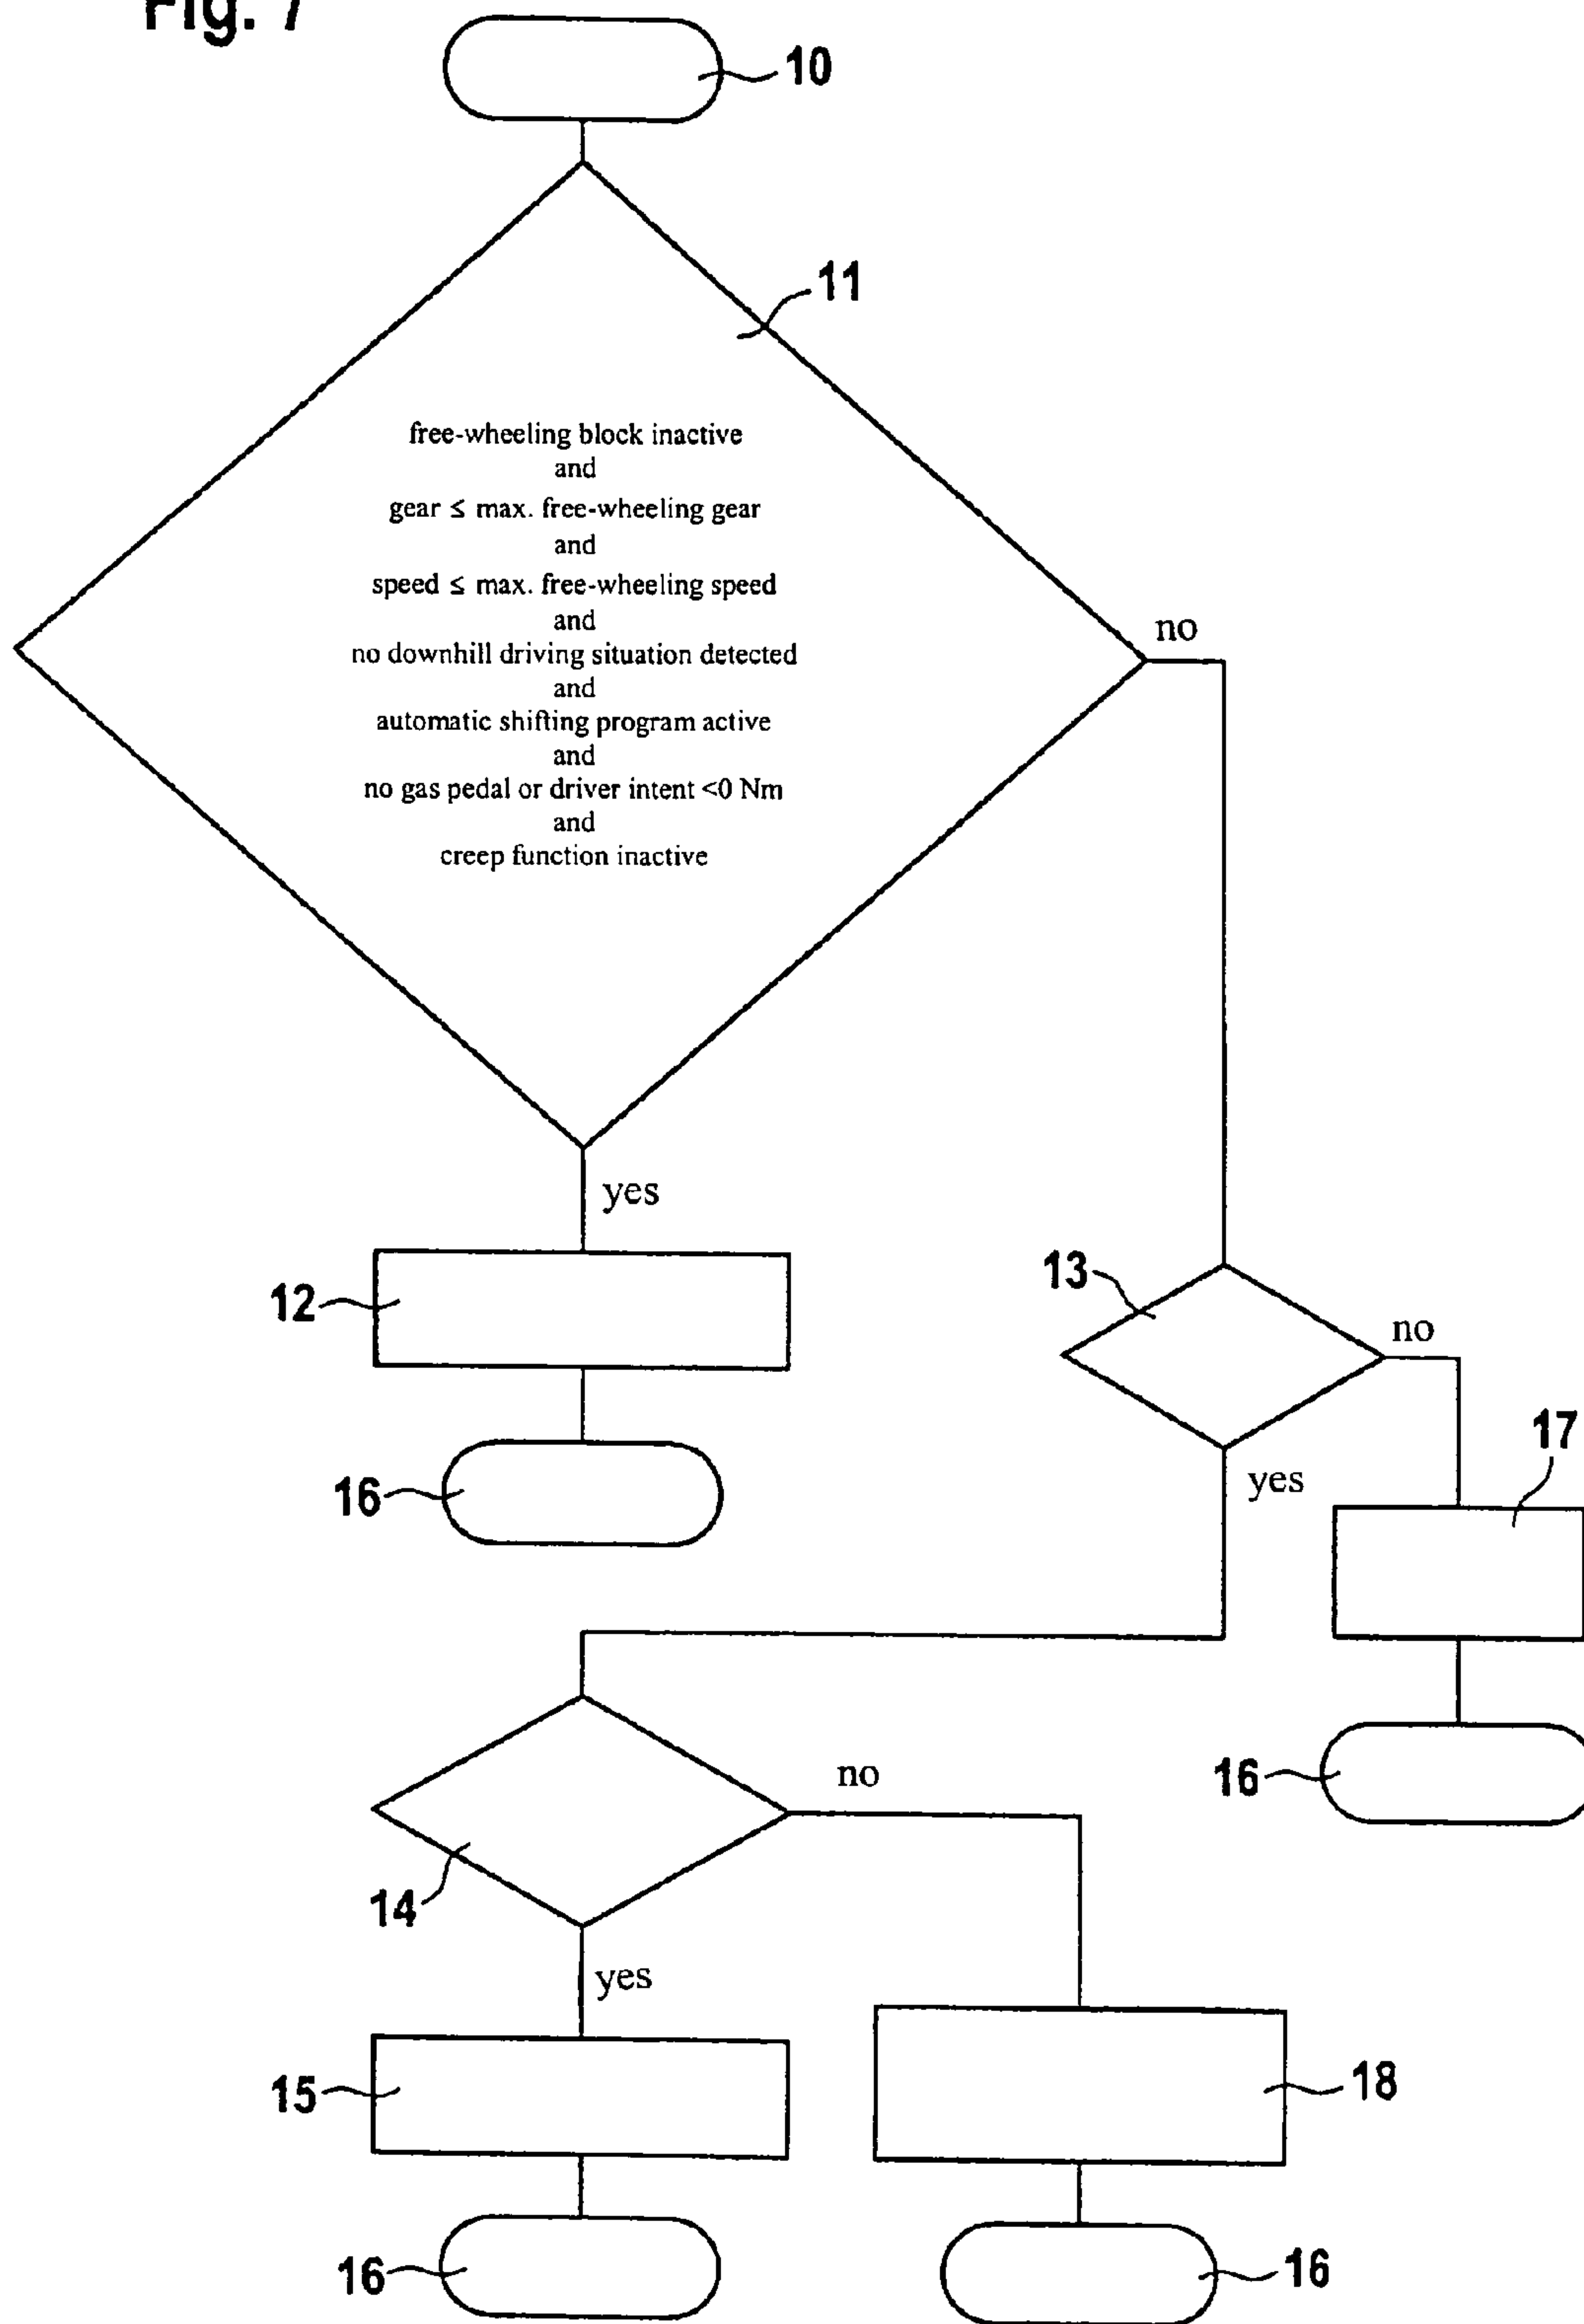 Fig. 7
10
11
free-wheeling block inactive
and
gear ≤ max. free-wheeling gear
and
speed ≤ max. free-wheeling speed
and
no downhill driving situation detected
and
automatic shifting program active
and
no gas pedal or driver intent <0 Nm
and
creep function inactive
no
yes
12
13
no
17
16
yes
16
no
14
yes
15
18
16
16